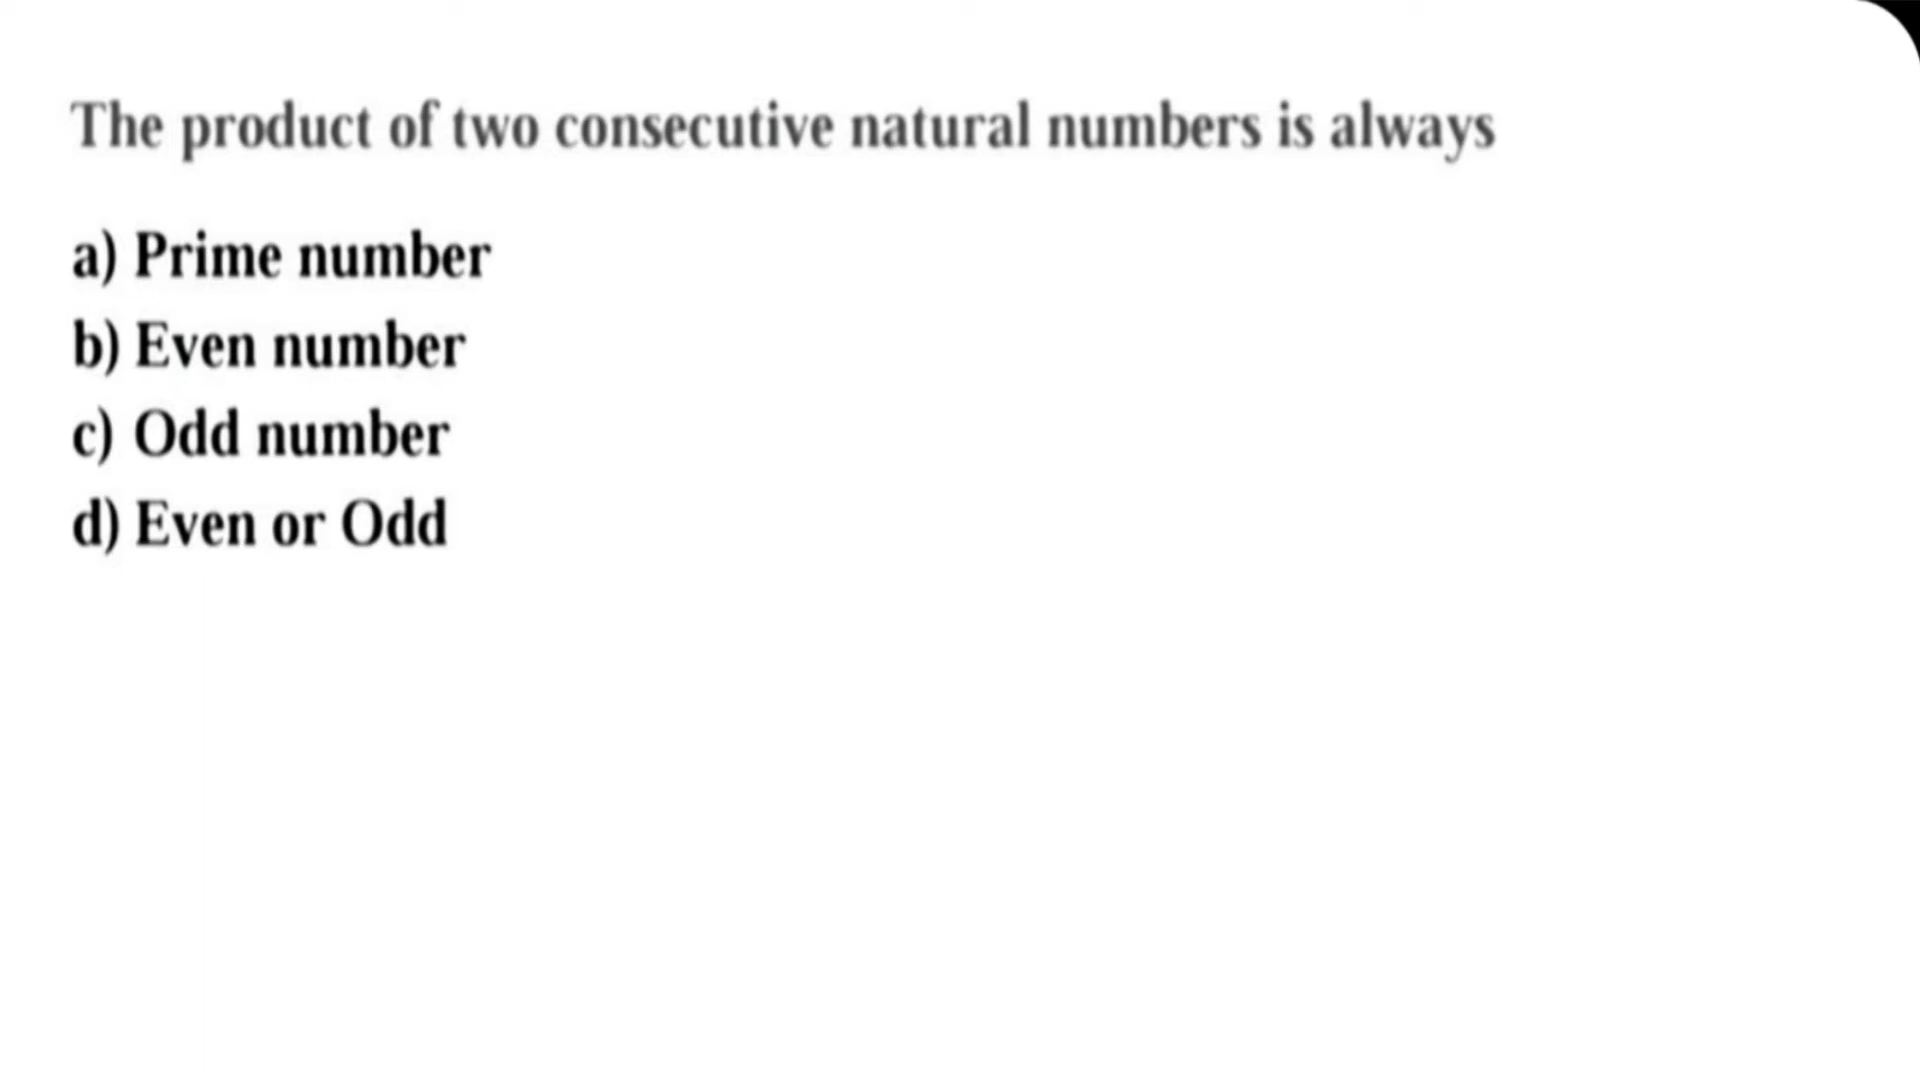 The product of two consecutive natural numbers is always
a) Prime number
b) Even number
c) Odd number
d) Even or Odd